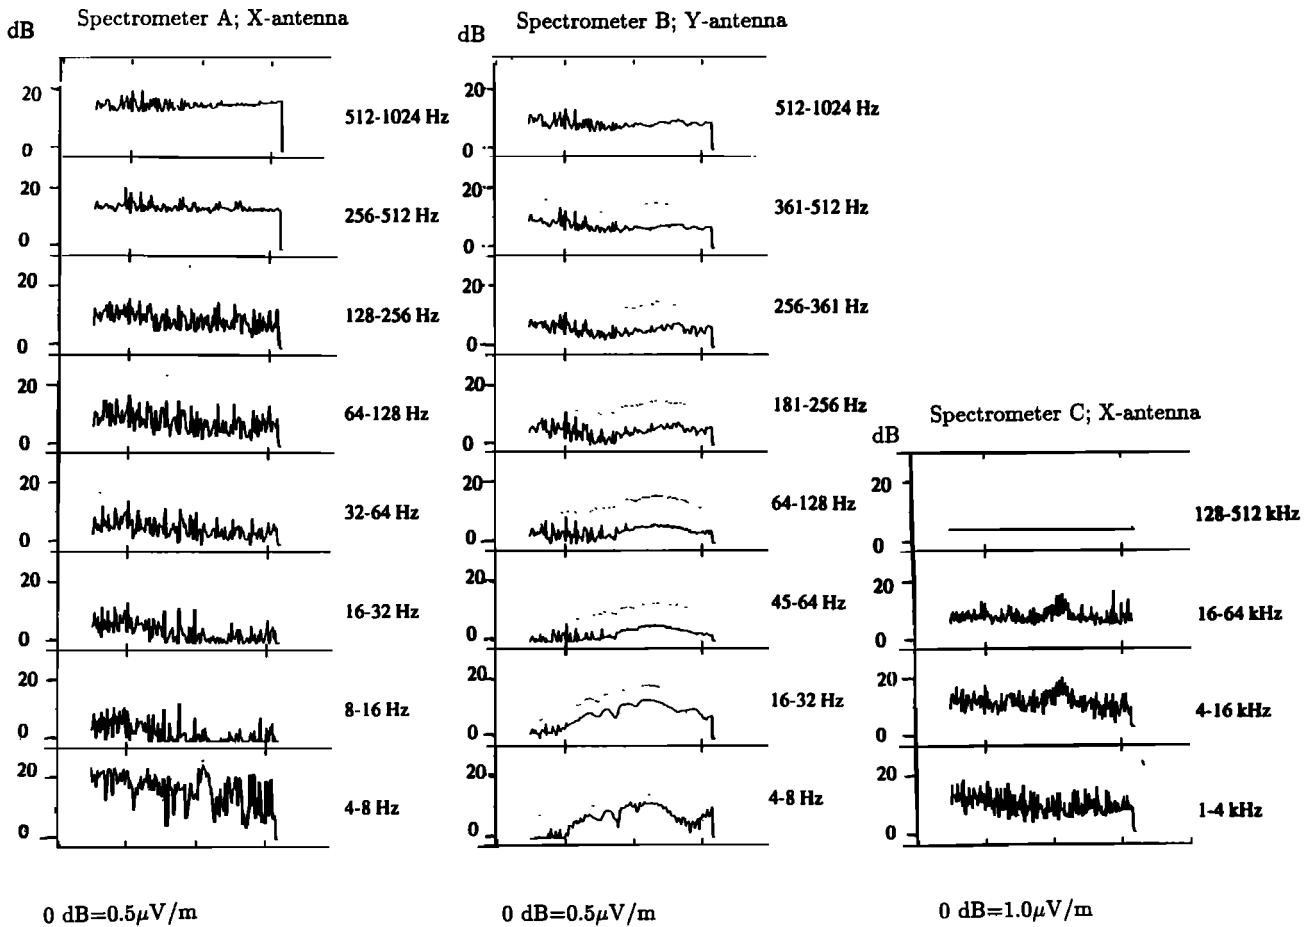 Spectrometer A; X-antenna
dB
20
0
512-1024 Hz
20
0
256-512 Hz
20
0
128-256 Hz
20
0
64-128 Hz
20
0
32-64 Hz
20
0
16-32 Hz
20
0
8-16 Hz
20
0
4-8 Hz
0 dB=0.5μV/m
Spectrometer B; Y-antenna
dB
20
0
512-1024 Hz
20
0
361-512 Hz
20
0
256-361 Hz
20
0
181-256 Hz
20
0
64-128 Hz
20
0
45-64 Hz
20
0
16-32 Hz
20
0
4-8 Hz
0 dB=0.5μV/m
Spectrometer C; X-antenna
dB
20
0
128-512 kHz
20
0
16-64 kHz
20
0
4-16 kHz
20
0
1-4 kHz
0 dB=1.0μV/m